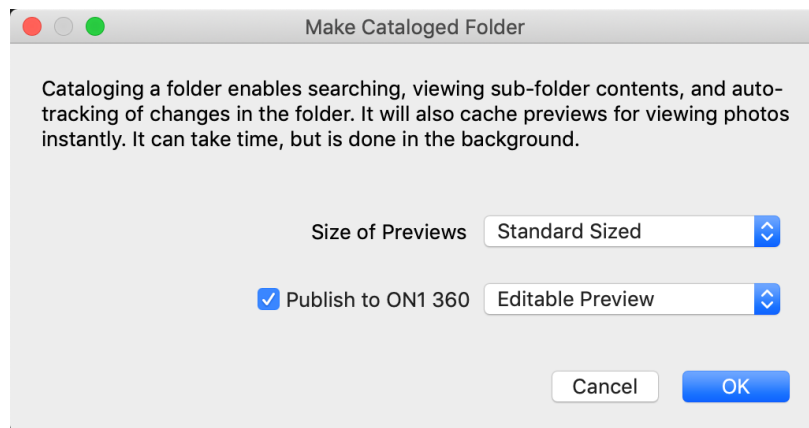 Make Cataloged Folder
Cataloging a folder enables searching, viewing sub-folder contents, and auto-
tracking of changes in the folder. It will also cache previews for viewing photos
instantly. It can take time, but is done in the background.
Size of Previews Standard Sized
Publish to ON1 360 Editable Preview
Cancel OK